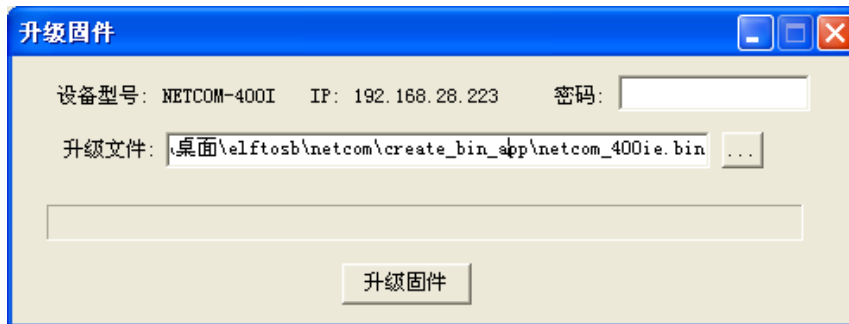 升级固件
设备型号: NETCOM-400I IP: 192.168.28.223 密码:
升级文件: \桌面\elftosb\netcom\create_bin_app\netcom_400ie.bin ...
升级固件